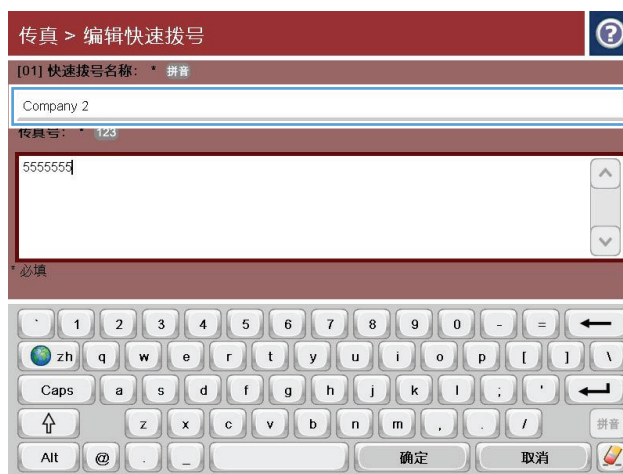 传真 > 编辑快速拨号
[01] 快速拨号名称: * 拼音
Company 2
传真号: * 123
5555555
* 必填
` 1 2 3 4 5 6 7 8 9 0 - =
zh q w e r t y u i o p [ ] \
Caps a s d f g h j k l ; '
z x c v b n m , . / 拼音
Alt @ . _ 确定 取消